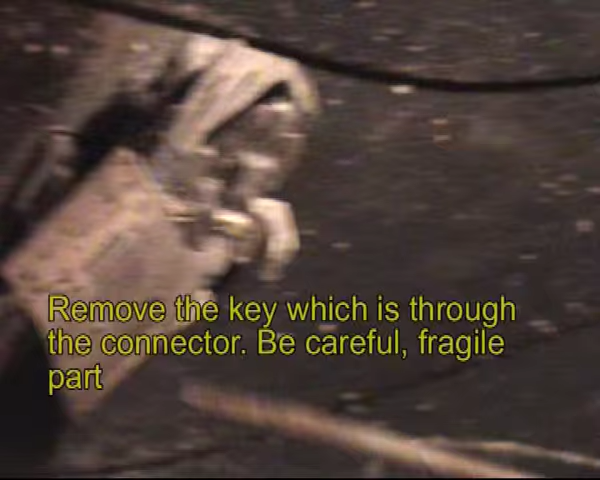 Remove the key which is through
the connector. Be careful, fragile
part